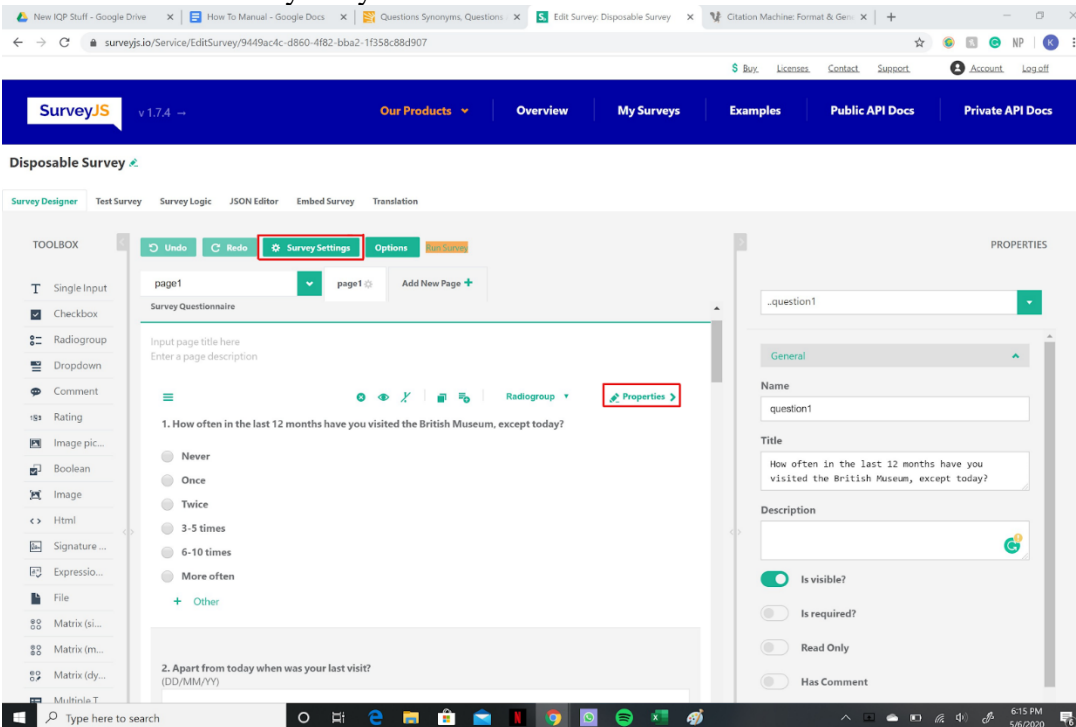 New IQP Stuff - Google Drive
How To Manual - Google Docs
Questions Synonyms, Questions
Edit Survey: Disposable Survey
Citation Machine: Format & Gen
surveyjs.io/Service/EditSurvey/9449ac4c-d860-4f82-bba2-1f358c88d907
NP
K
$ Buy Licenses Contact Support Account Log off
SurveyJS v 1.7.4 → Our Products Overview My Surveys Examples Public API Docs Private API Docs
Disposable Survey
Survey Designer Test Survey Survey Logic JSON Editor Embed Survey Translation
TOOLBOX
Undo Redo Survey Settings Options Run Survey
PROPERTIES
page1 page1 Add New Page +
Survey Questionnaire
Input page title here
Enter a page description
Radiogroup Properties
1. How often in the last 12 months have you visited the British Museum, except today?
Never
Once
Twice
3-5 times
6-10 times
More often
+ Other
2. Apart from today when was your last visit?
(DD/MM/YY)
Single Input
Checkbox
Radiogroup
Dropdown
Comment
Rating
Image pic...
Boolean
Image
Html
Signature ...
Expressio...
File
Matrix (si...
Matrix (m...
Matrix (dy...
Multiple T
..question1
General
Name
question1
Title
How often in the last 12 months have you
visited the British Museum, except today?
Description
Is visible?
Is required?
Read Only
Has Comment
Type here to search
6:15 PM
5/6/2020